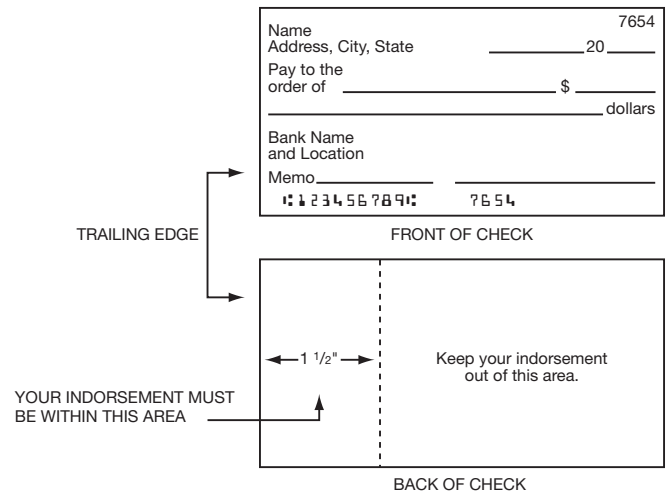 7654
Name
Address, City, State 20
Pay to the
order of $
dollars
Bank Name
and Location
Memo
⑆123456789⑆ 7654
TRAILING EDGE
FRONT OF CHECK
1 1/2"
Keep your indorsement
out of this area.
YOUR INDORSEMENT MUST
BE WITHIN THIS AREA
BACK OF CHECK